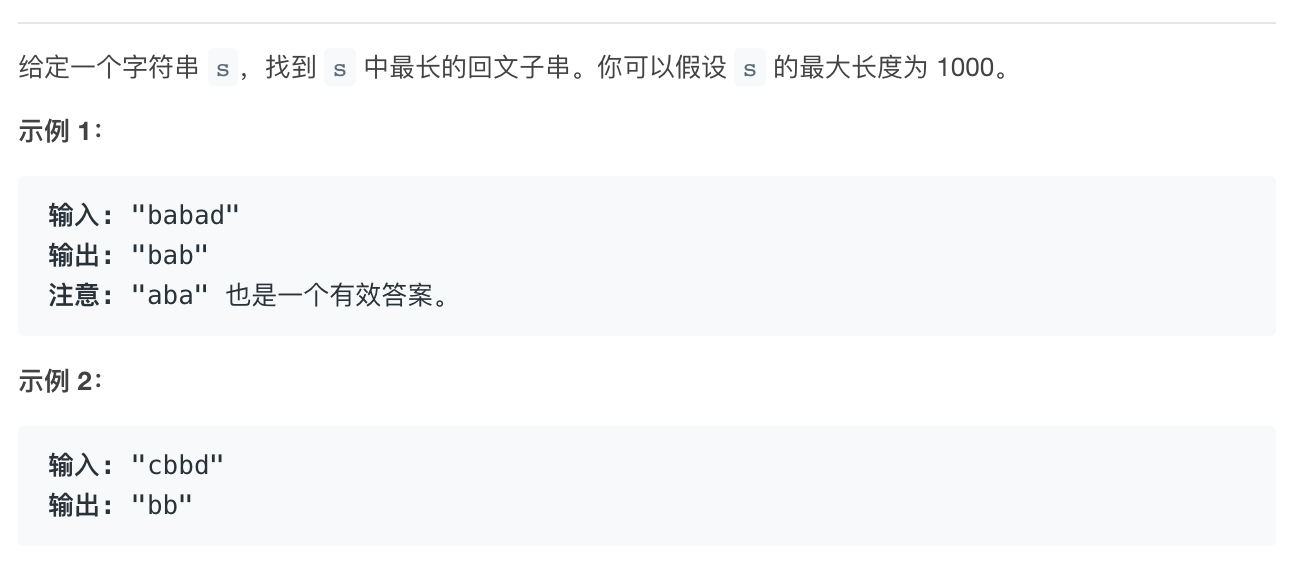 给定一个字符串 s，找到 s 中最长的回文子串。你可以假设 s 的最大长度为 1000。
示例 1：
输入: "babad"
输出: "bab"
注意: "aba" 也是一个有效答案。
示例 2：
输入: "cbbd"
输出: "bb"